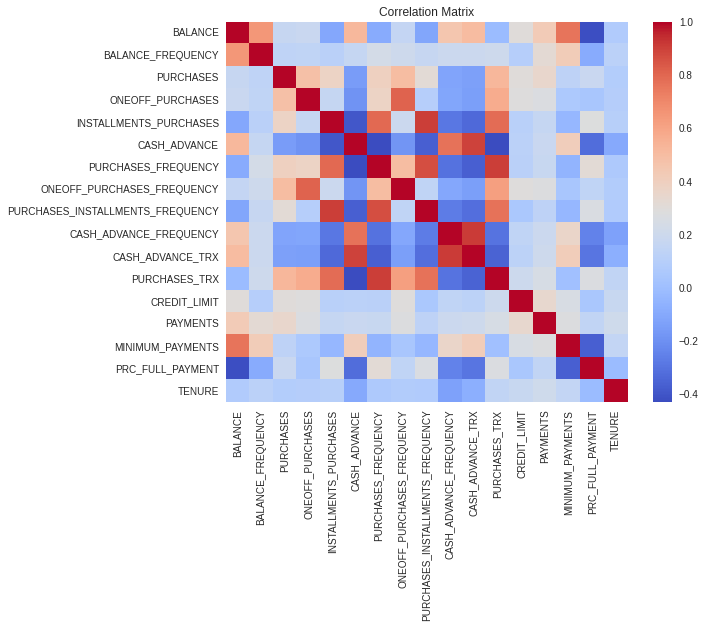 Correlation Matrix
BALANCE
BALANCE_FREQUENCY
PURCHASES
ONEOFF_PURCHASES
INSTALLMENTS_PURCHASES
CASH_ADVANCE
PURCHASES_FREQUENCY
ONEOFF_PURCHASES_FREQUENCY
PURCHASES_INSTALLMENTS_FREQUENCY
CASH_ADVANCE_FREQUENCY
CASH_ADVANCE_TRX
PURCHASES_TRX
CREDIT_LIMIT
PAYMENTS
MINIMUM_PAYMENTS
PRC_FULL_PAYMENT
TENURE
BALANCE
BALANCE_FREQUENCY
PURCHASES
ONEOFF_PURCHASES
INSTALLMENTS_PURCHASES
CASH_ADVANCE
PURCHASES_FREQUENCY
ONEOFF_PURCHASES_FREQUENCY
PURCHASES_INSTALLMENTS_FREQUENCY
CASH_ADVANCE_FREQUENCY
CASH_ADVANCE_TRX
PURCHASES_TRX
CREDIT_LIMIT
PAYMENTS
MINIMUM_PAYMENTS
PRC_FULL_PAYMENT
TENURE
1.0
0.8
0.6
0.4
0.2
0.0
−0.2
−0.4